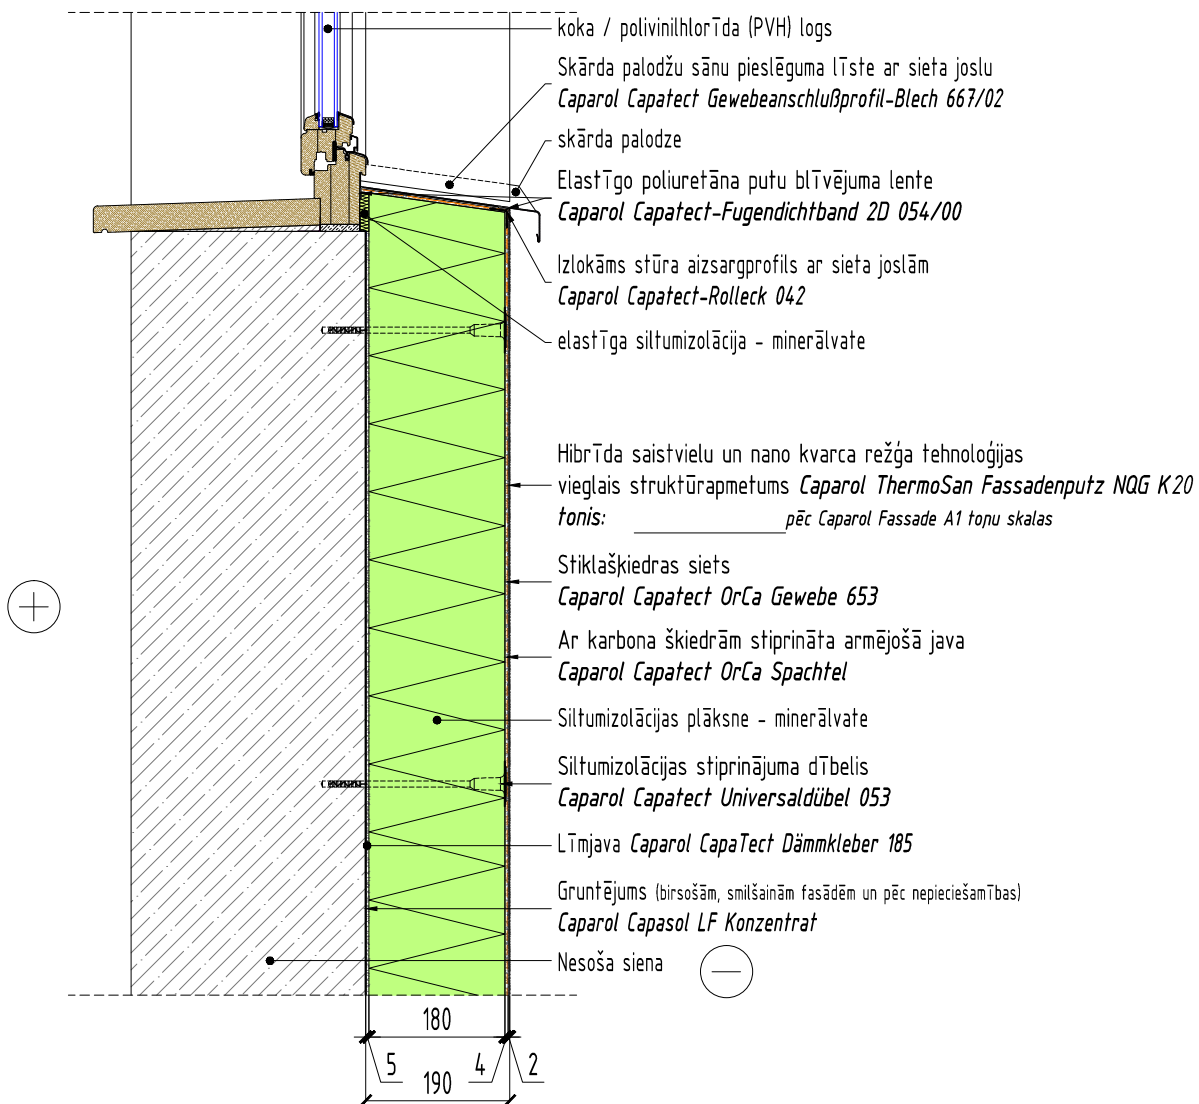 koka / polivinilhlorīda (PVH) logs
Skārda palodžu sānu pieslēguma līste ar sieta joslu
Caparol Capatect Gewebeanschlußprofil-Blech 667/02
skārda palodze
Elastīgo poliuretāna putu blīvējuma lente
Caparol Capatect-Fugendichtband 2D 054/00
Izlokāms stūra aizsargprofils ar sieta joslām
Caparol Capatect-Rolleck 042
elastīga siltumizolācija - minerālvate
Hibrīda saistvielu un nano kvarca režģa tehnoloģijas
vieglais struktūrapmetums Caparol ThermoSan Fassadenputz NQG K20
tonis: ______________ pēc Caparol Fassade A1 toņu skalas
Stiklašķiedras siets
Caparol Capatect OrCa Gewebe 653
Ar karbona šķiedrām stiprināta armējošā java
Caparol Capatect OrCa Spachtel
Siltumizolācijas plāksne - minerālvate
Siltumizolācijas stiprinājuma dībelis
Caparol Capatect Universaldübel 053
Līmjava Caparol CapaTect Dämmkleber 185
Gruntējums (birsošām, smilšainām fasādēm un pēc nepieciešamības)
Caparol Capasol LF Konzentrat
Nesoša siena
180
5 4 2
190